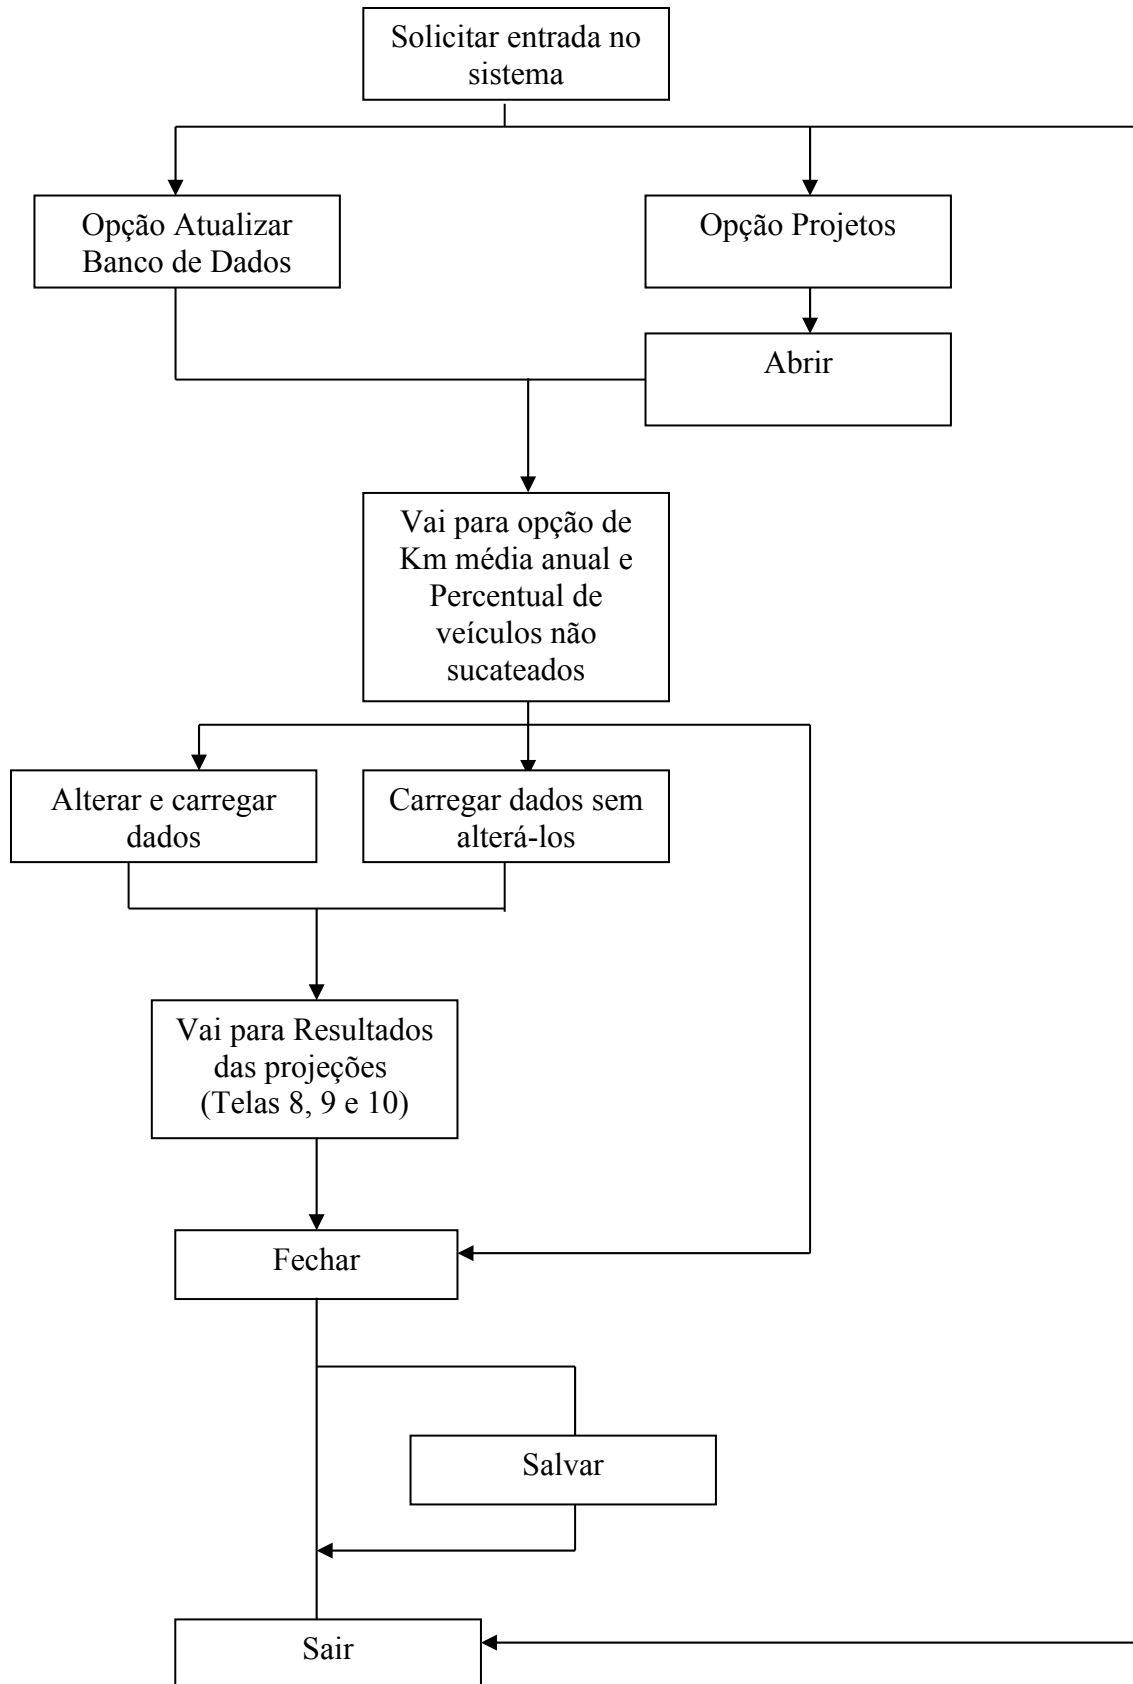 Solicitar entrada no
sistema
Opção Atualizar
Banco de Dados
Opção Projetos
Abrir
Vai para opção de
Km média anual e
Percentual de
veículos não
sucateados
Alterar e carregar
dados
Carregar dados sem
alterá-los
Vai para Resultados
das projeções
(Telas 8, 9 e 10)
Fechar
Salvar
Sair